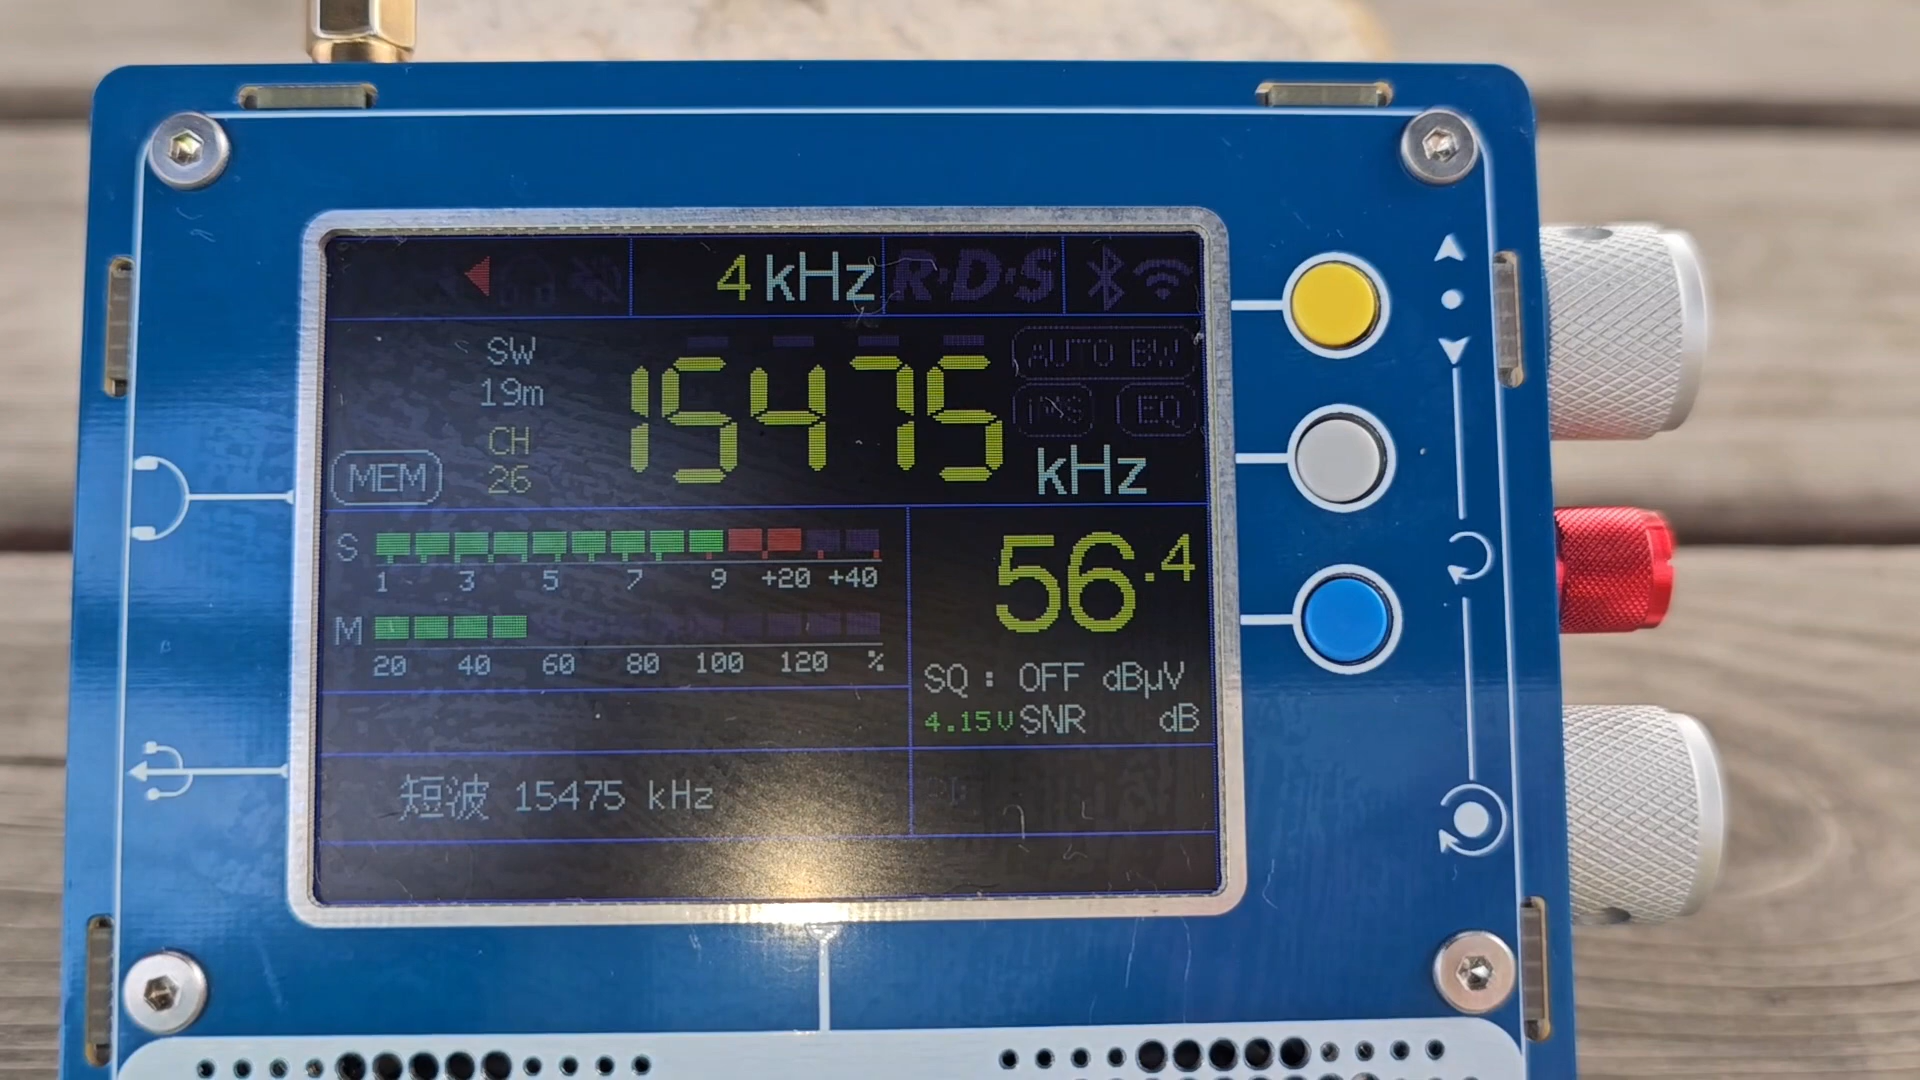 4 kHz R·D·S
SW
19m
CH
26
MEM
15475 kHz
AUTO BW
EQ
S
1 3 5 7 9 +20 +40
M
20 40 60 80 100 120 %
56.4
SQ : OFF dBµV
4.15V SNR dB
短波 15475 kHz